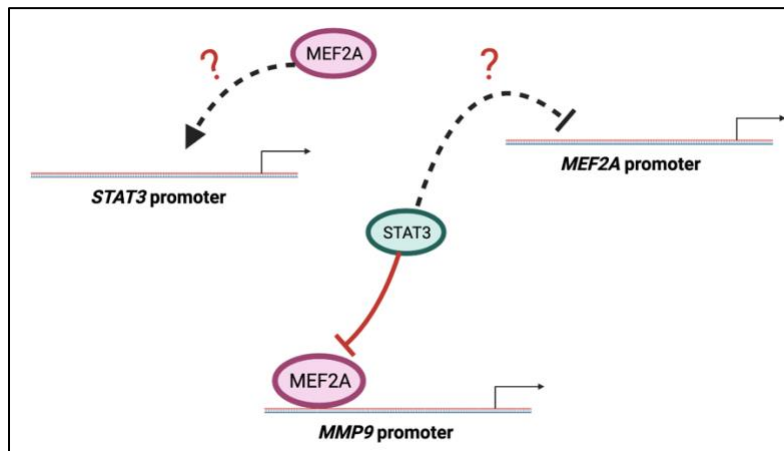 ?
MEF2A
?
STAT3 promoter
MEF2A promoter
STAT3
MEF2A
MMP9 promoter